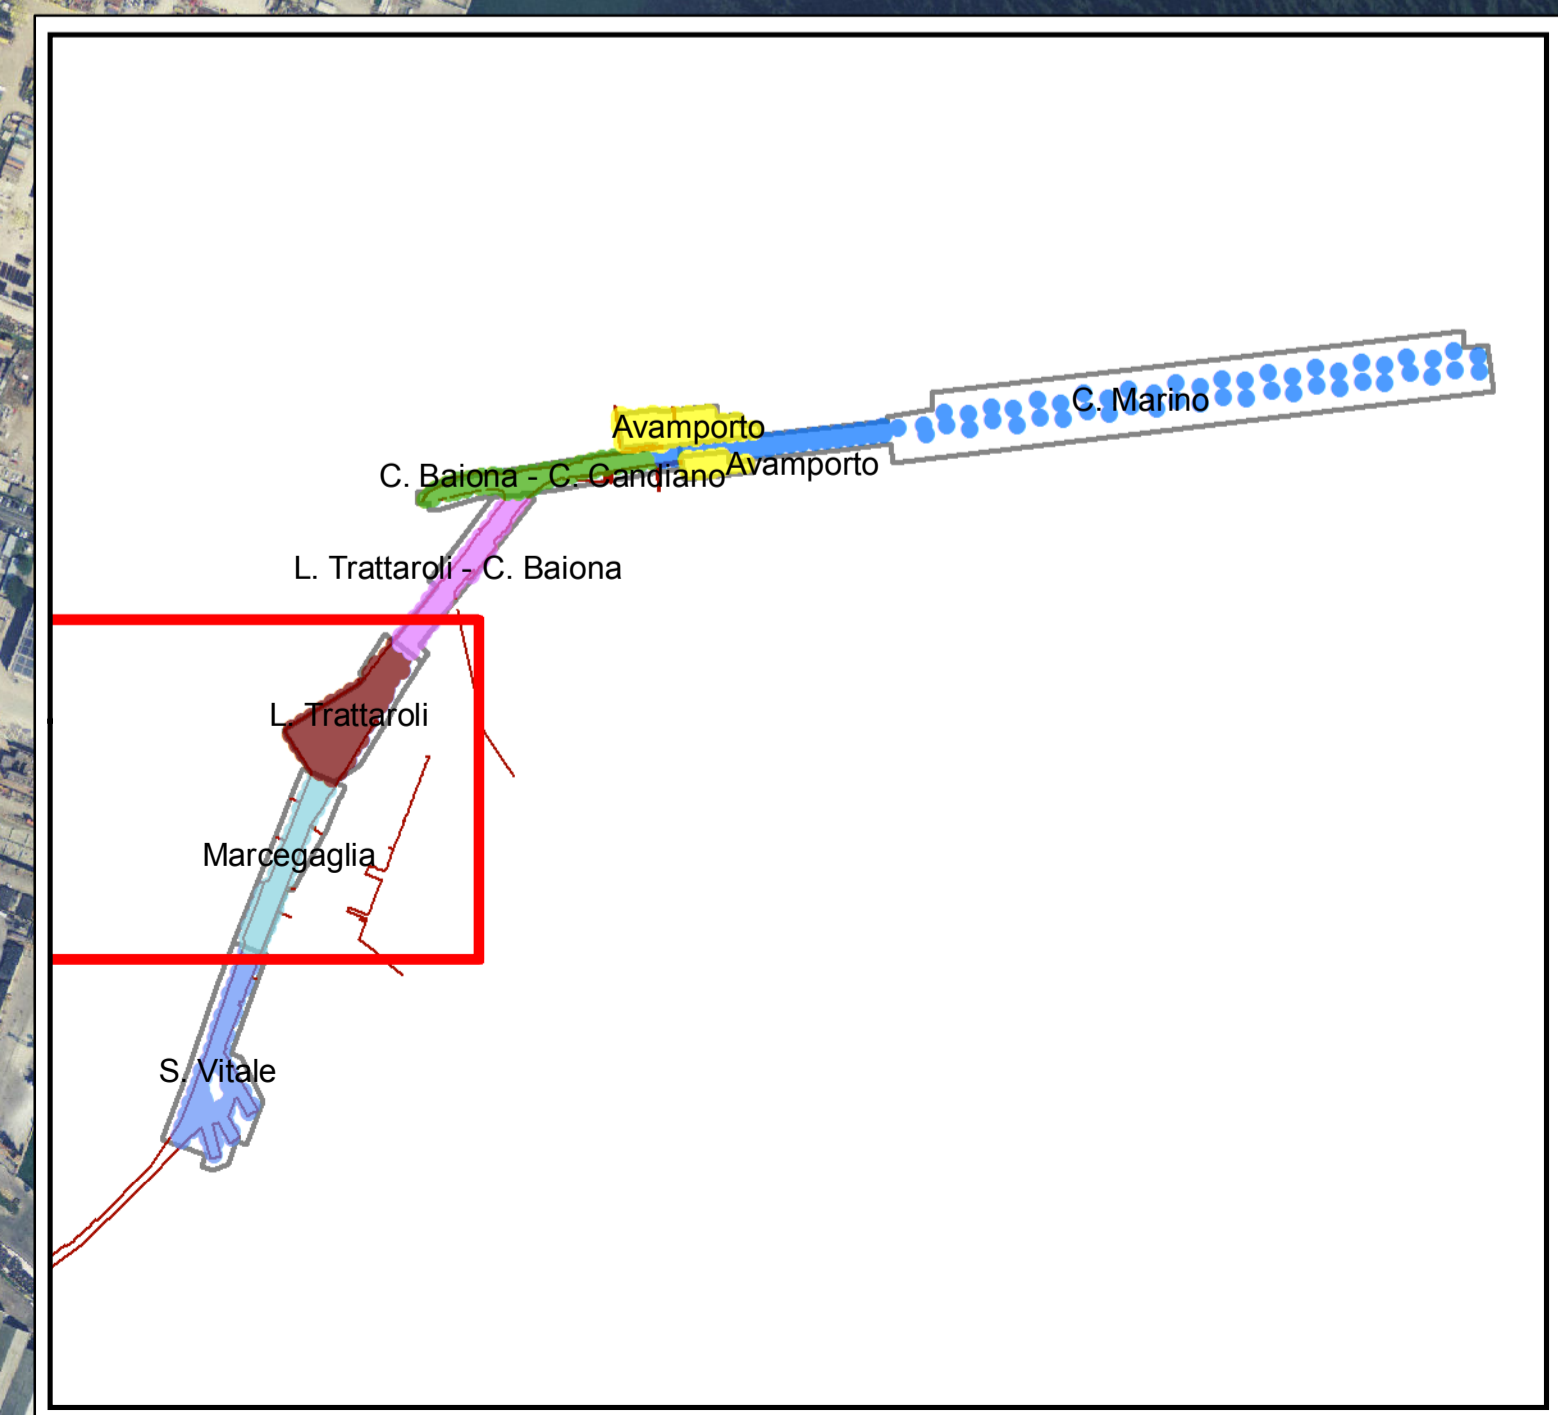 C. Marino
Avamporto
Avamporto
C. Baiona - C. Candiano
L. Trattaroli - C. Baiona
L. Trattaroli
Marcegaglia
S. Vitale